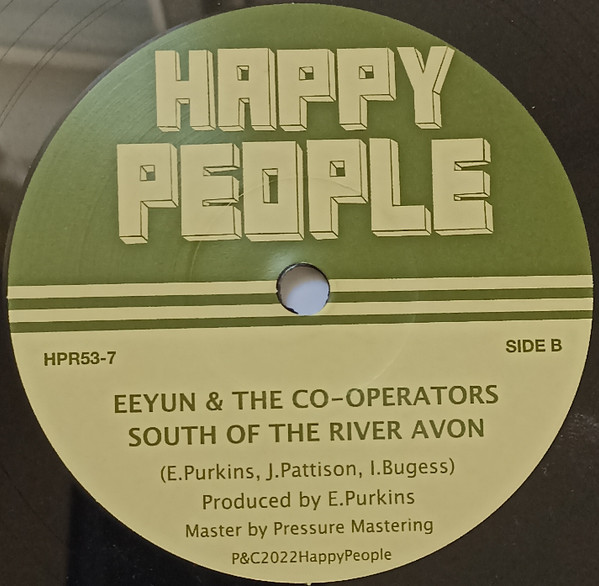 HAPPY
PEOPLE
HPR53-7
SIDE B
EEYUN & THE CO-OPERATORS
SOUTH OF THE RIVER AVON
(E.Purkins, J.Pattison, I.Bugess)
Produced by E.Purkins
Master by Pressure Mastering
P&C2022HappyPeople